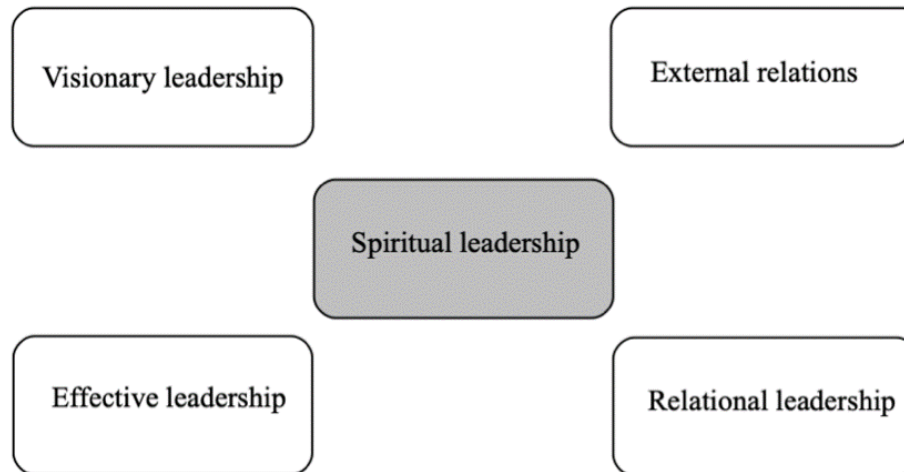 Visionary leadership
External relations
Spiritual leadership
Effective leadership
Relational leadership